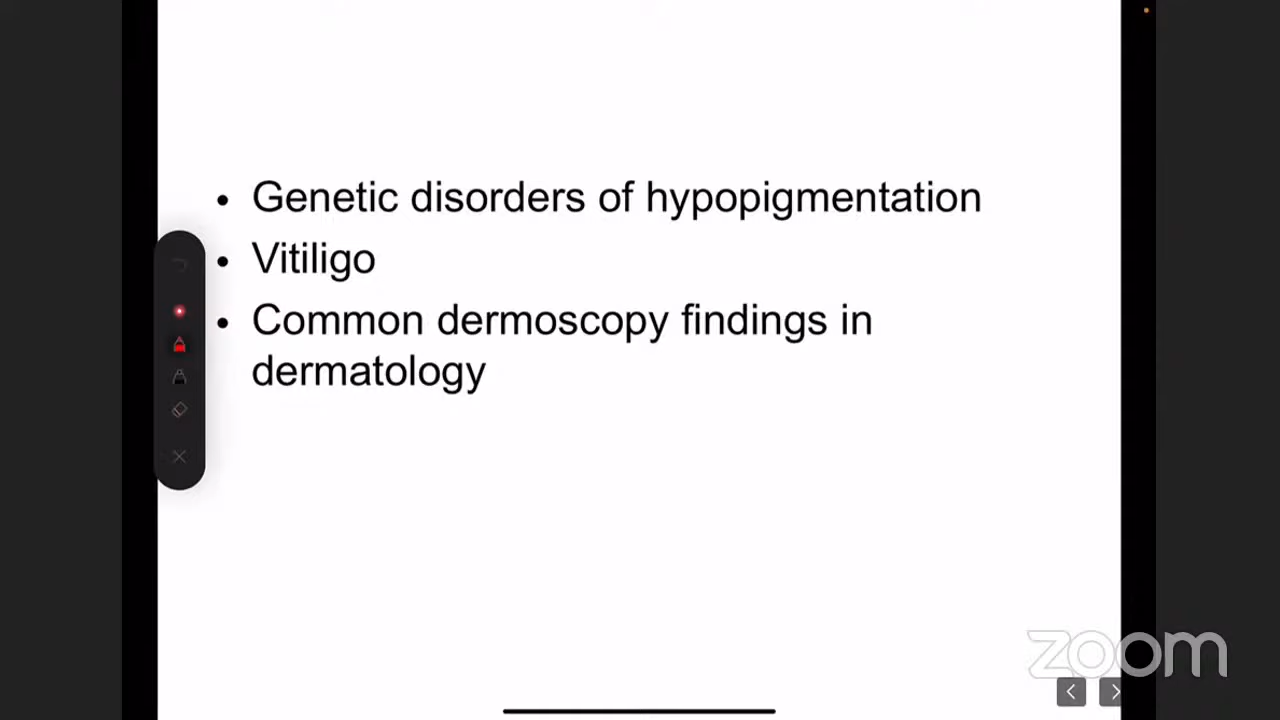 • Genetic disorders of hypopigmentation
• Vitiligo
• Common dermoscopy findings in
dermatology
zoom